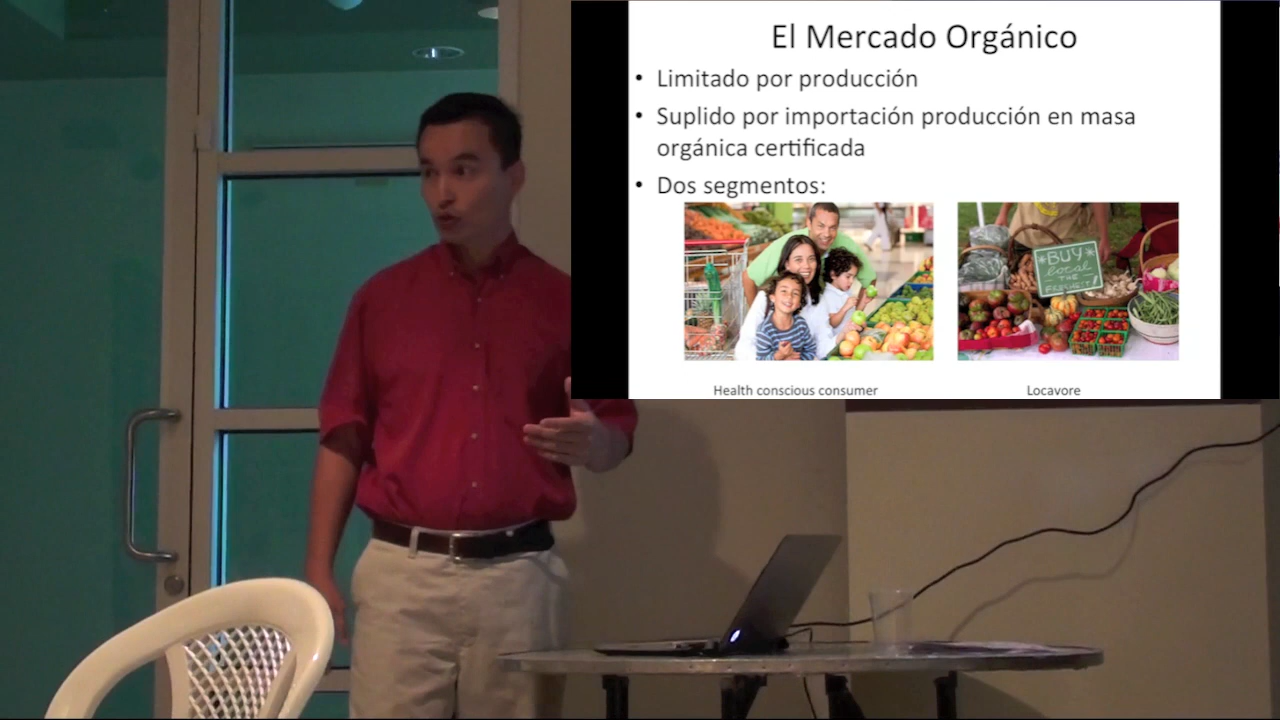 El Mercado Orgánico
• Limitado por producción
• Suplido por importación producción en masa
orgánica certificada
• Dos segmentos:
*BUY*
local
THE
FRESHEST!
Health conscious consumer
Locavore